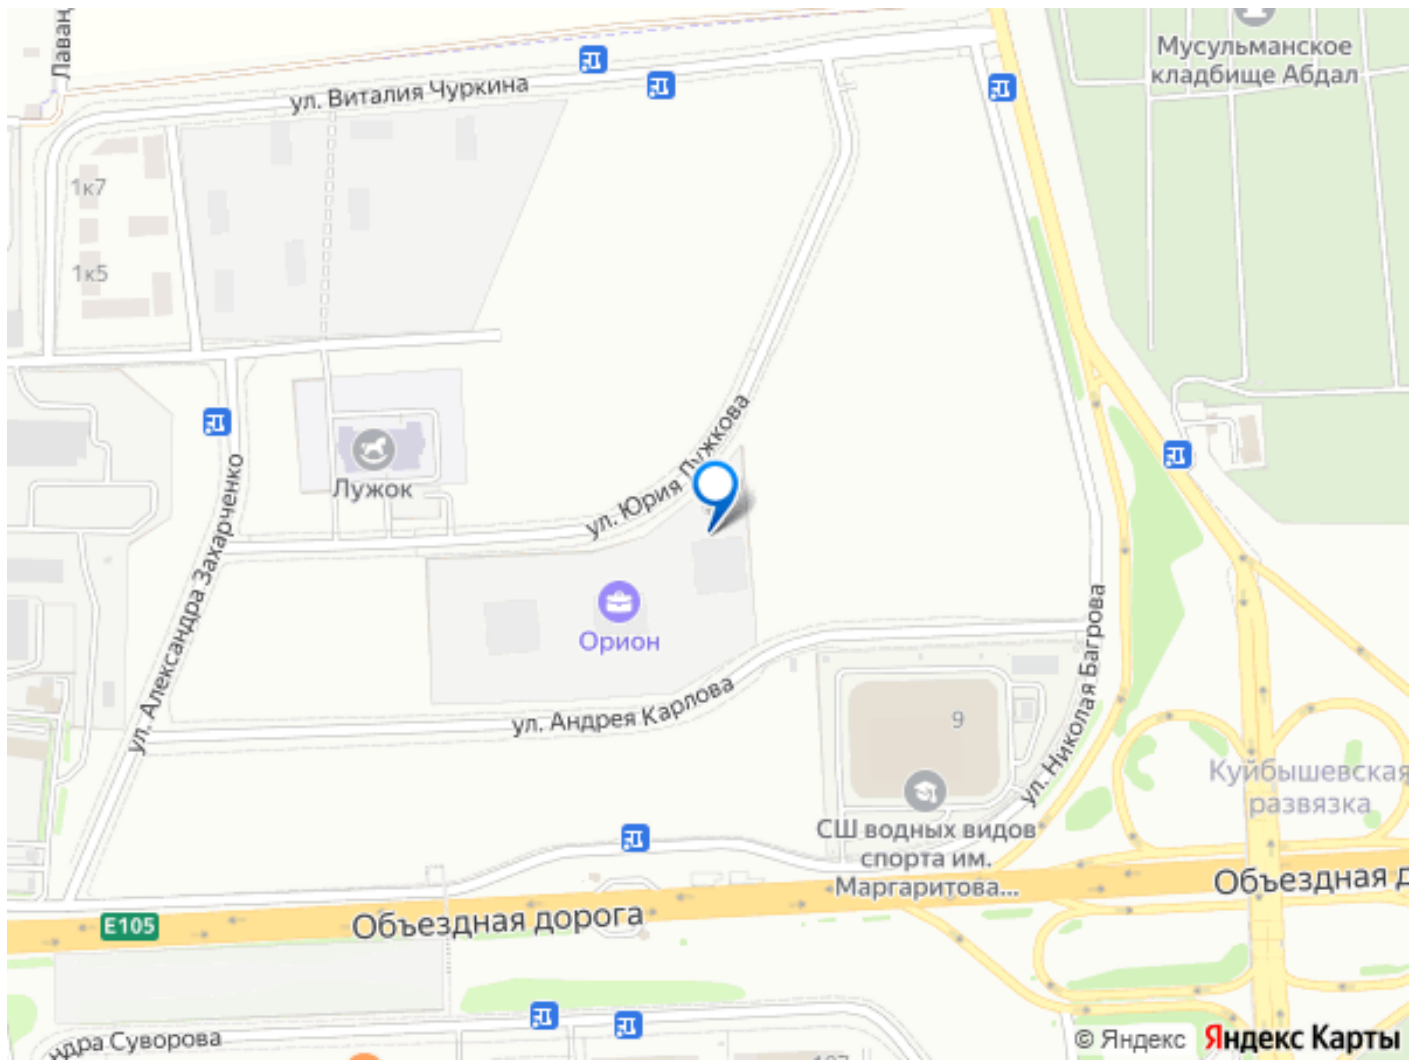 Мусульманское
кладбище Абдал
ул. Виталия Чуркина
1к7
1к5
Лужок
ул. Юрия Лужкова
ул. Александра Захарченко
Орион
ул. Николая Багрова
ул. Андрея Карлова
9
Куйбышевская
развязка
СШ водных видов
спорта им.
Маргаритова...
Объездная д
E105
Объездная дорога
ндра Суворова
© Яндекс Яндекс Карты